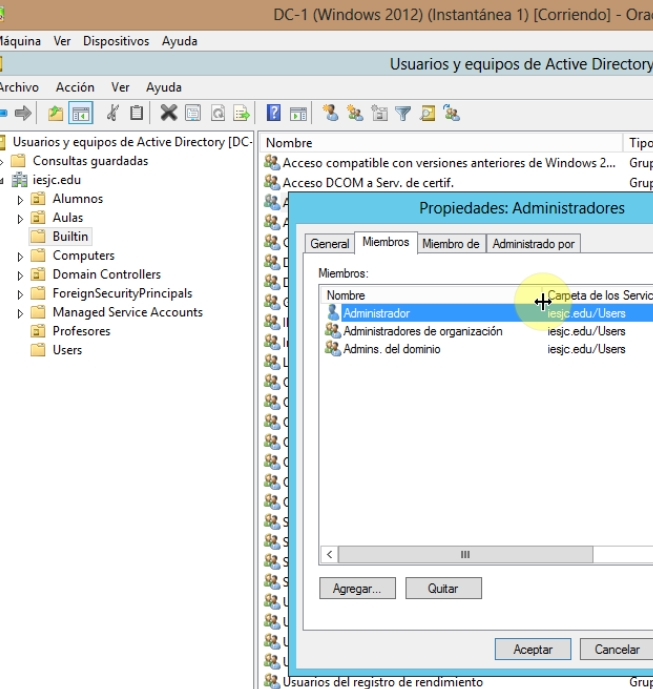 DC-1 (Windows 2012) (Instantánea 1) [Corriendo] - Ora
Máquina Ver Dispositivos Ayuda
Usuarios y equipos de Active Directory
Archivo Acción Ver Ayuda
Usuarios y equipos de Active Directory [DC-
Consultas guardadas
iesjc.edu
Alumnos
Aulas
Builtin
Computers
Domain Controllers
ForeignSecurityPrincipals
Managed Service Accounts
Profesores
Users
Nombre Tipo
Acceso compatible con versiones anteriores de Windows 2... Grup
Acceso DCOM a Serv. de certif. Grup
Propiedades: Administradores
General Miembros Miembro de Administrado por
Miembros:
Nombre Carpeta de los Servic
Administrador iesjc.edu/Users
Administradores de organización iesjc.edu/Users
Admins. del dominio iesjc.edu/Users
Agregar... Quitar
Aceptar Cancelar
Usuarios del registro de rendimiento Grup